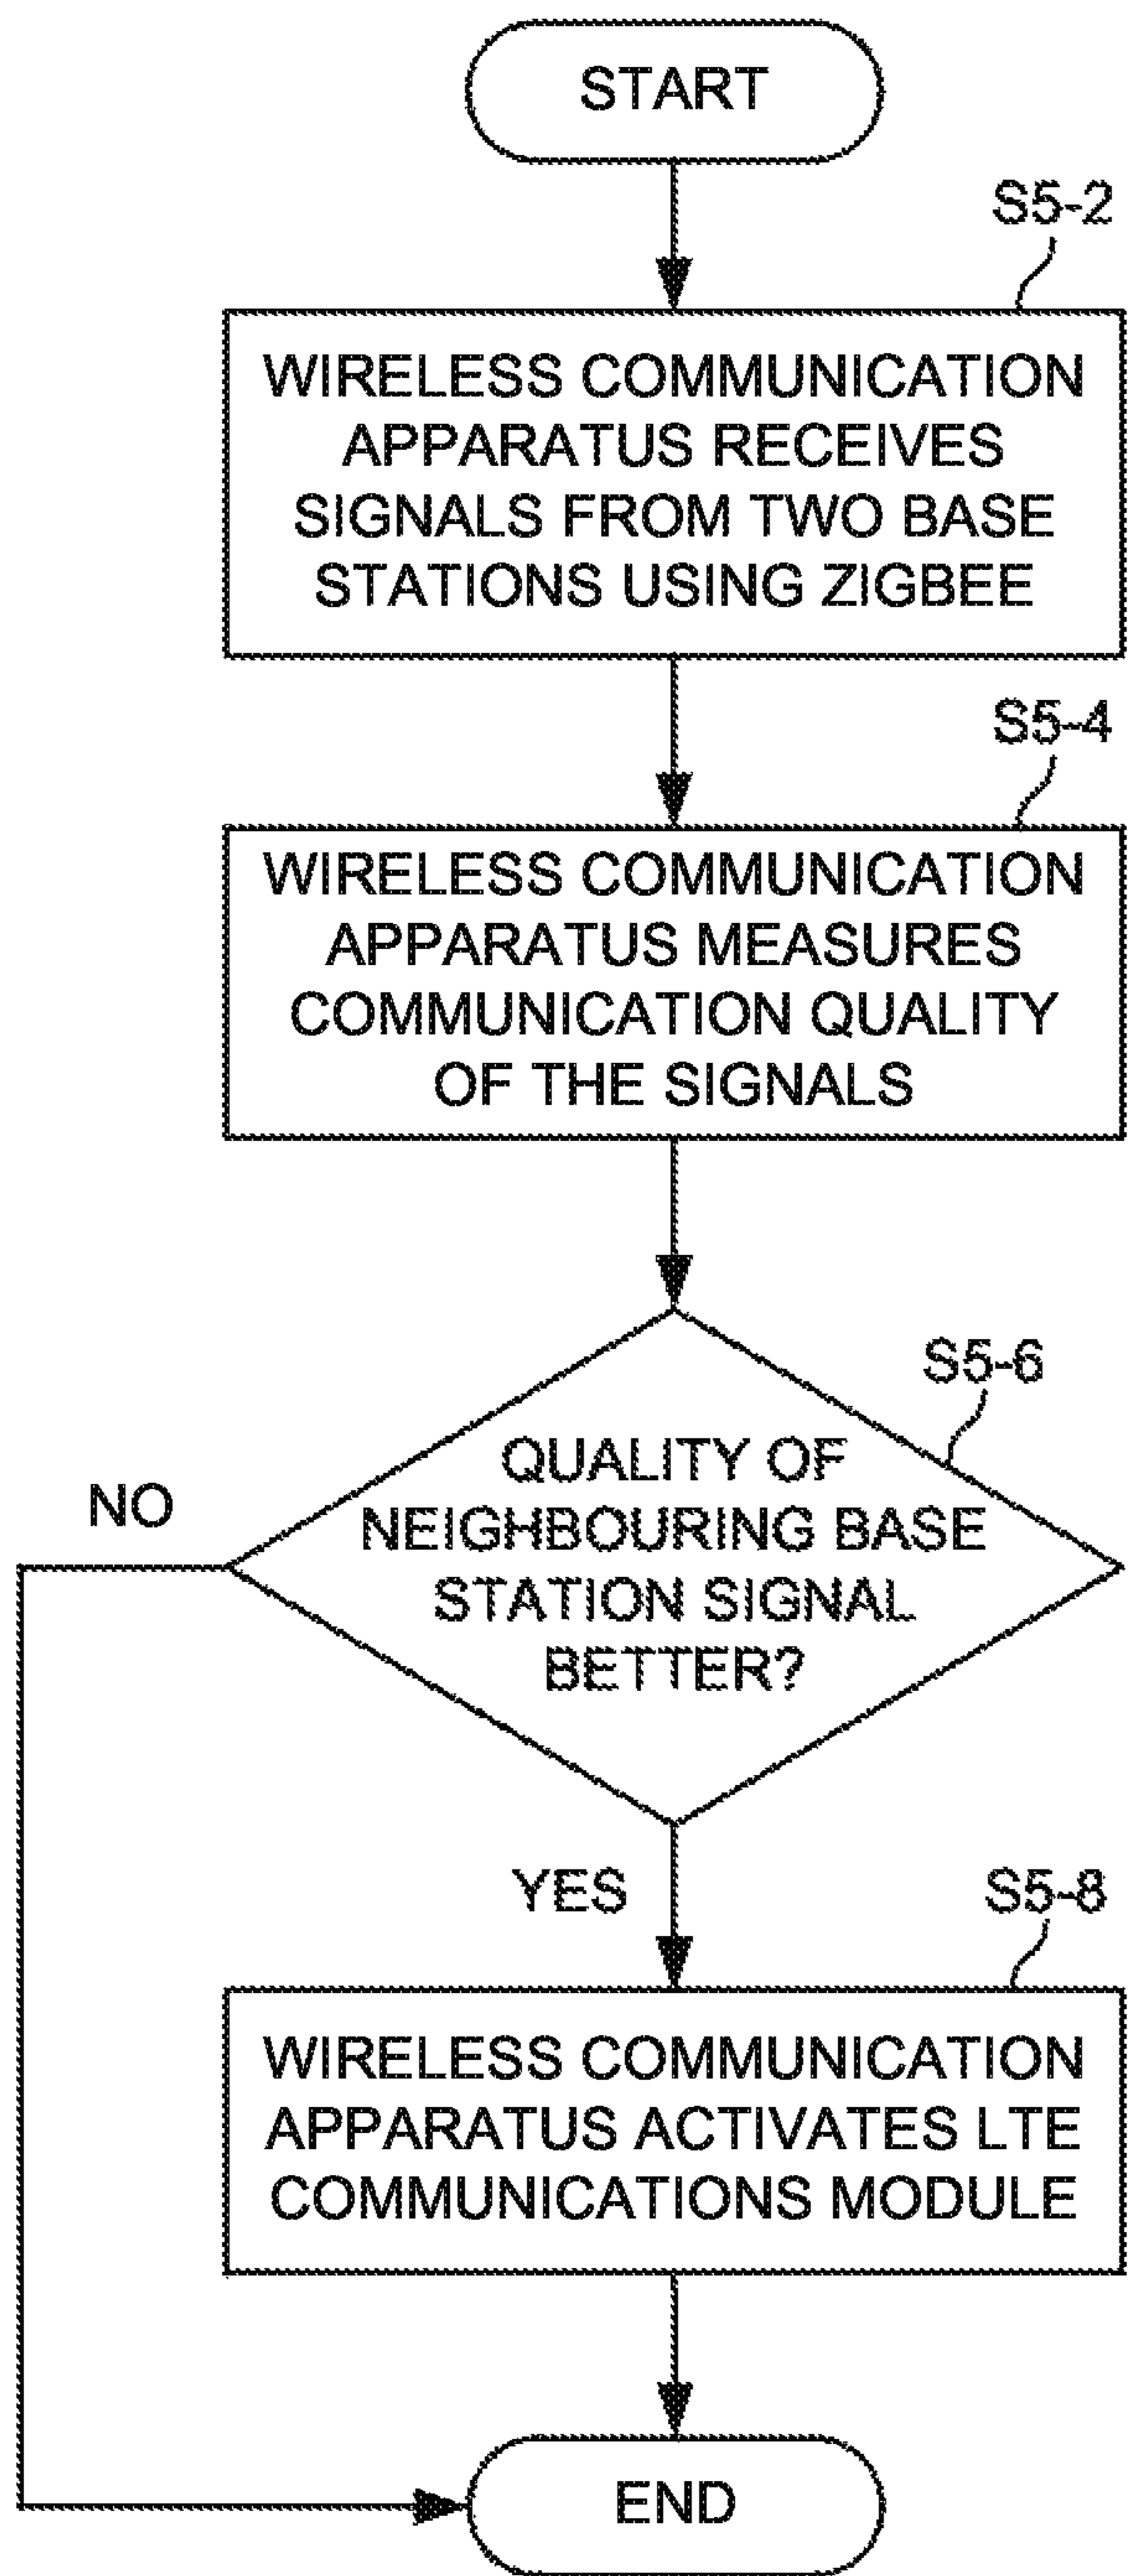 START
S5-2
WIRELESS COMMUNICATION
APPARATUS RECEIVES
SIGNALS FROM TWO BASE
STATIONS USING ZIGBEE
S5-4
WIRELESS COMMUNICATION
APPARATUS MEASURES
COMMUNICATION QUALITY
OF THE SIGNALS
S5-6
QUALITY OF
NEIGHBOURING BASE
STATION SIGNAL
BETTER?
NO
YES
S5-8
WIRELESS COMMUNICATION
APPARATUS ACTIVATES LTE
COMMUNICATIONS MODULE
END